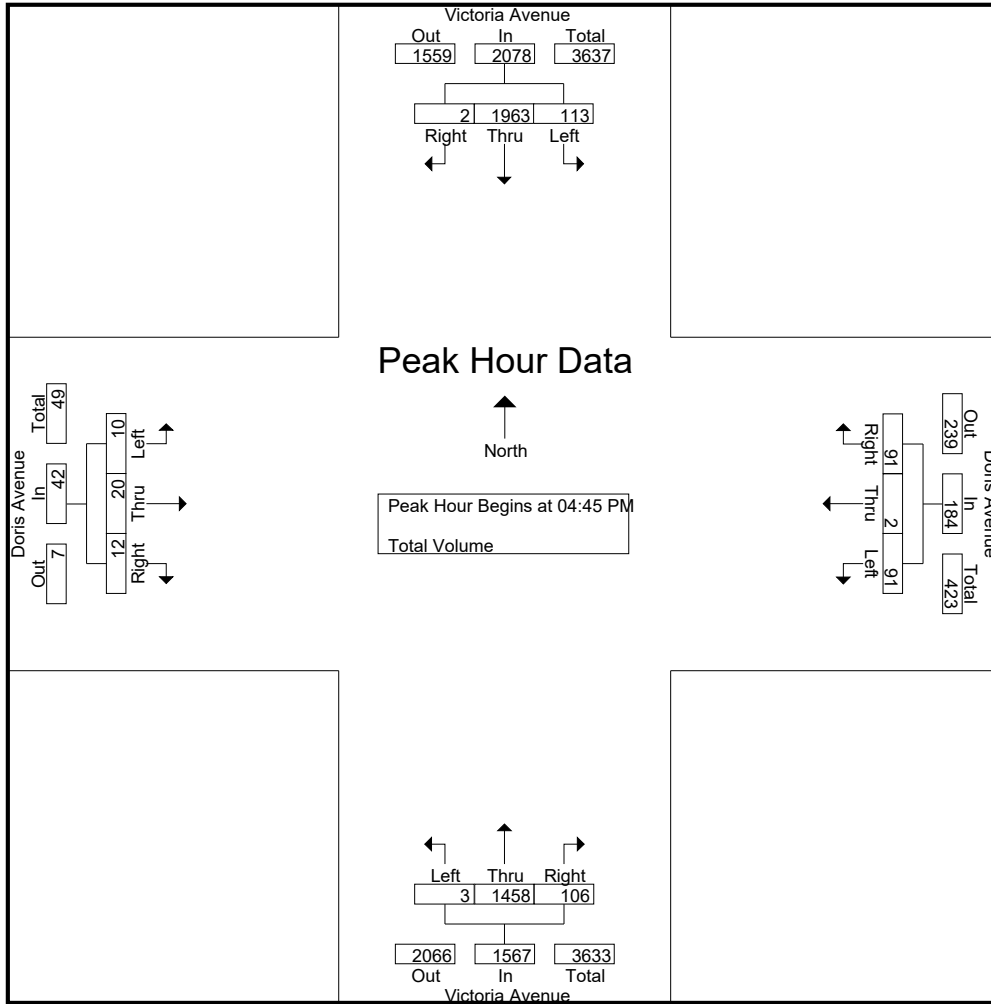 Victoria Avenue
Out In Total
1559 2078 3637
2 1963 113
Right Thru Left
Peak Hour Data
North
Peak Hour Begins at 04:45 PM
Total Volume
Doris Avenue
Total In Out
49 42 7
10 20 12
Left Thru Right
Doris Avenue
Out In Total
239 184 423
91 2 91
Right Thru Left
Left Thru Right
3 1458 106
2066 1567 3633
Out In Total
Victoria Avenue